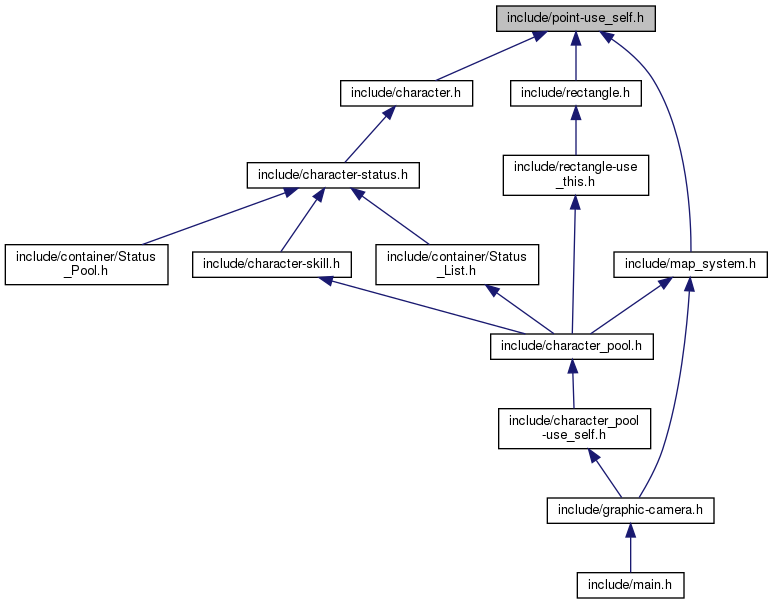 include/point-use_self.h
include/character.h
include/rectangle.h
include/rectangle-use
_this.h
include/character-status.h
include/container/Status
_Pool.h
include/character-skill.h
include/container/Status
_List.h
include/map_system.h
include/character_pool.h
include/character_pool
-use_self.h
include/graphic-camera.h
include/main.h